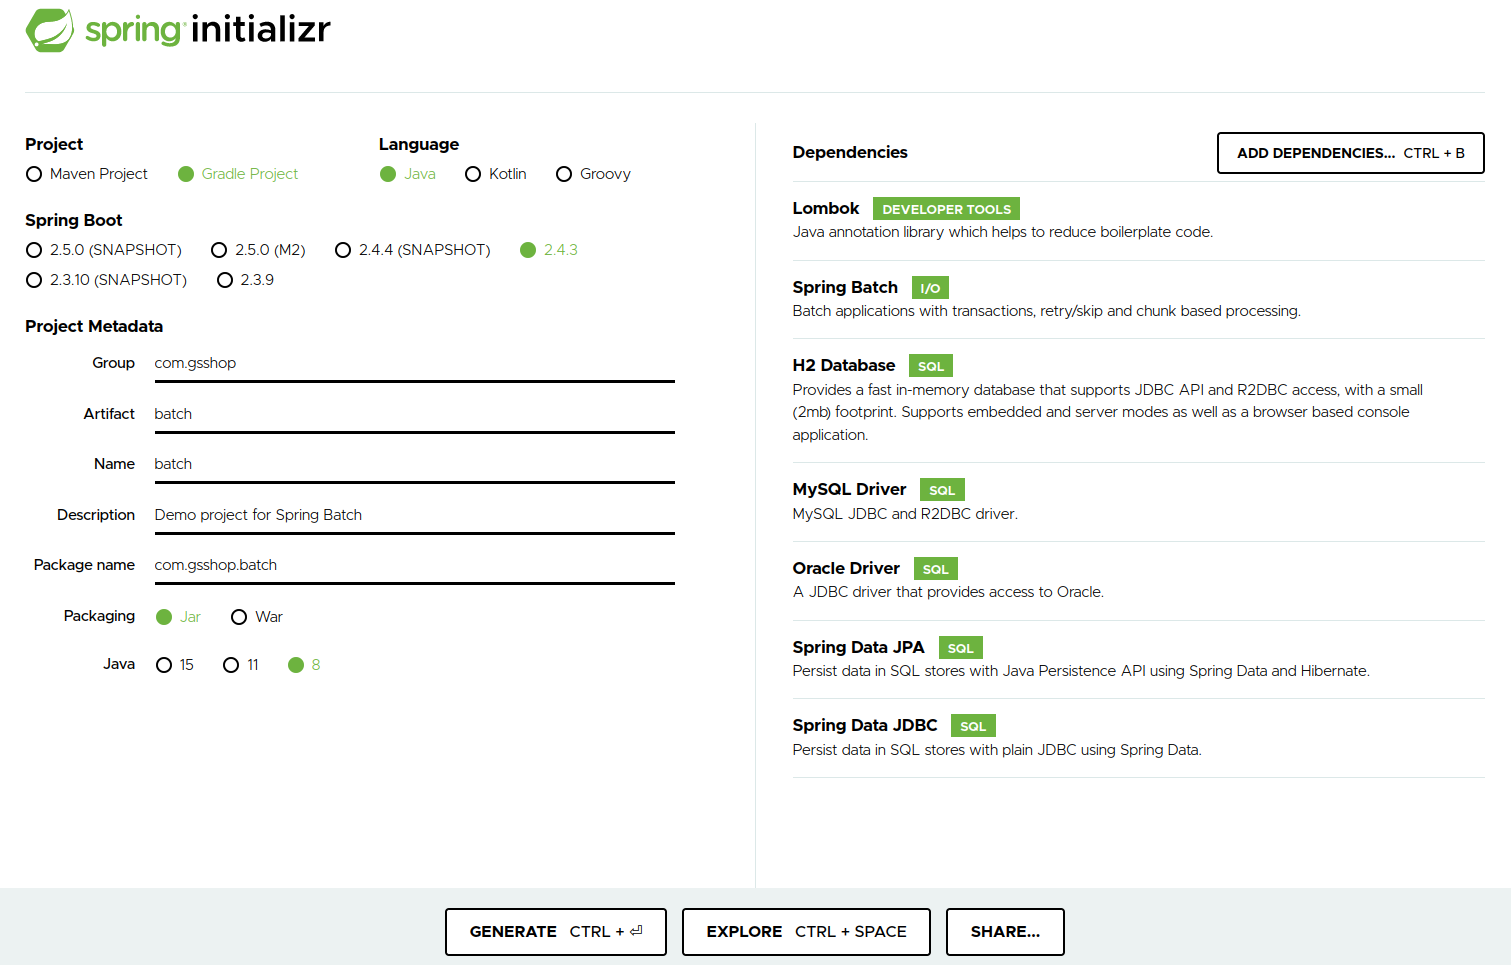 spring initializr
Project
Maven Project
Gradle Project
Language
Java
Kotlin
Groovy
Spring Boot
2.5.0 (SNAPSHOT)
2.5.0 (M2)
2.4.4 (SNAPSHOT)
2.4.3
2.3.10 (SNAPSHOT)
2.3.9
Project Metadata
Group com.gsshop
Artifact batch
Name batch
Description Demo project for Spring Batch
Package name com.gsshop.batch
Packaging Jar War
Java 15 11 8
Dependencies
ADD DEPENDENCIES... CTRL + B
Lombok DEVELOPER TOOLS
Java annotation library which helps to reduce boilerplate code.
Spring Batch I/O
Batch applications with transactions, retry/skip and chunk based processing.
H2 Database SQL
Provides a fast in-memory database that supports JDBC API and R2DBC access, with a small
(2mb) footprint. Supports embedded and server modes as well as a browser based console
application.
MySQL Driver SQL
MySQL JDBC and R2DBC driver.
Oracle Driver SQL
A JDBC driver that provides access to Oracle.
Spring Data JPA SQL
Persist data in SQL stores with Java Persistence API using Spring Data and Hibernate.
Spring Data JDBC SQL
Persist data in SQL stores with plain JDBC using Spring Data.
GENERATE CTRL + ⏎
EXPLORE CTRL + SPACE
SHARE...